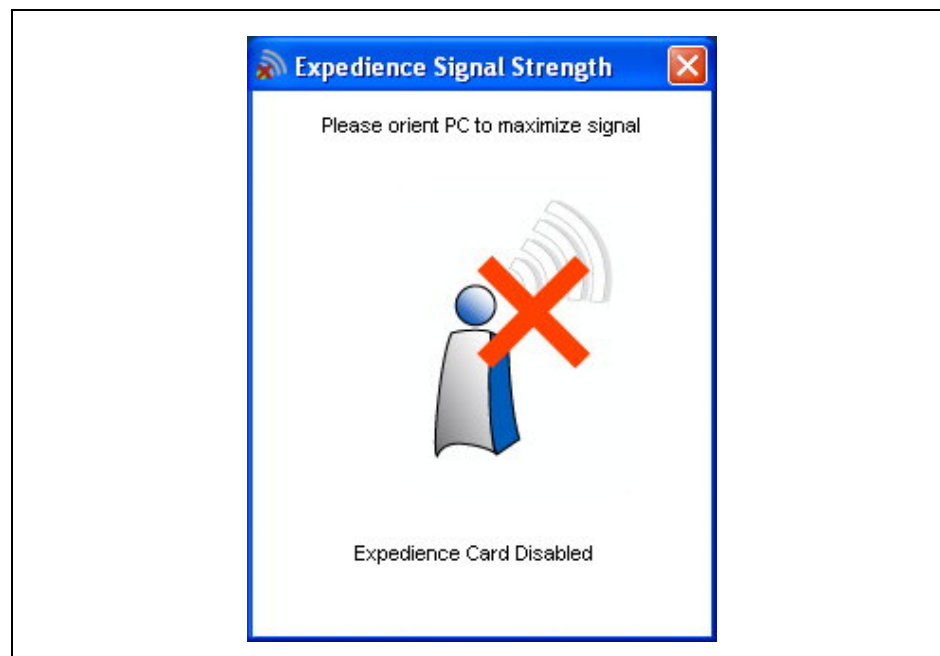 Expedience Signal Strength
Please orient PC to maximize signal
Expedience Card Disabled